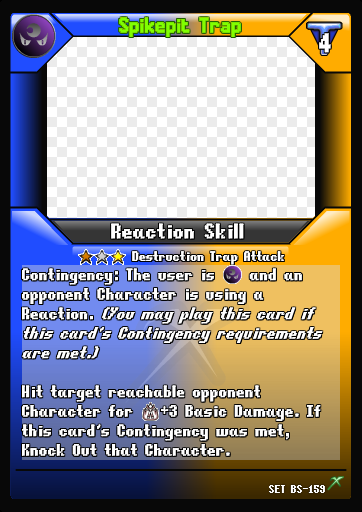 Spikepit Trap
4
Reaction Skill
Destruction Trap Attack
Contingency: The user is and an
opponent Character is using a
Reaction. (You may play this card if
this card's Contingency requirements
are met.)
Hit target reachable opponent
Character for +3 Basic Damage. If
this card's Contingency was met,
Knock Out that Character.
SET BS-159